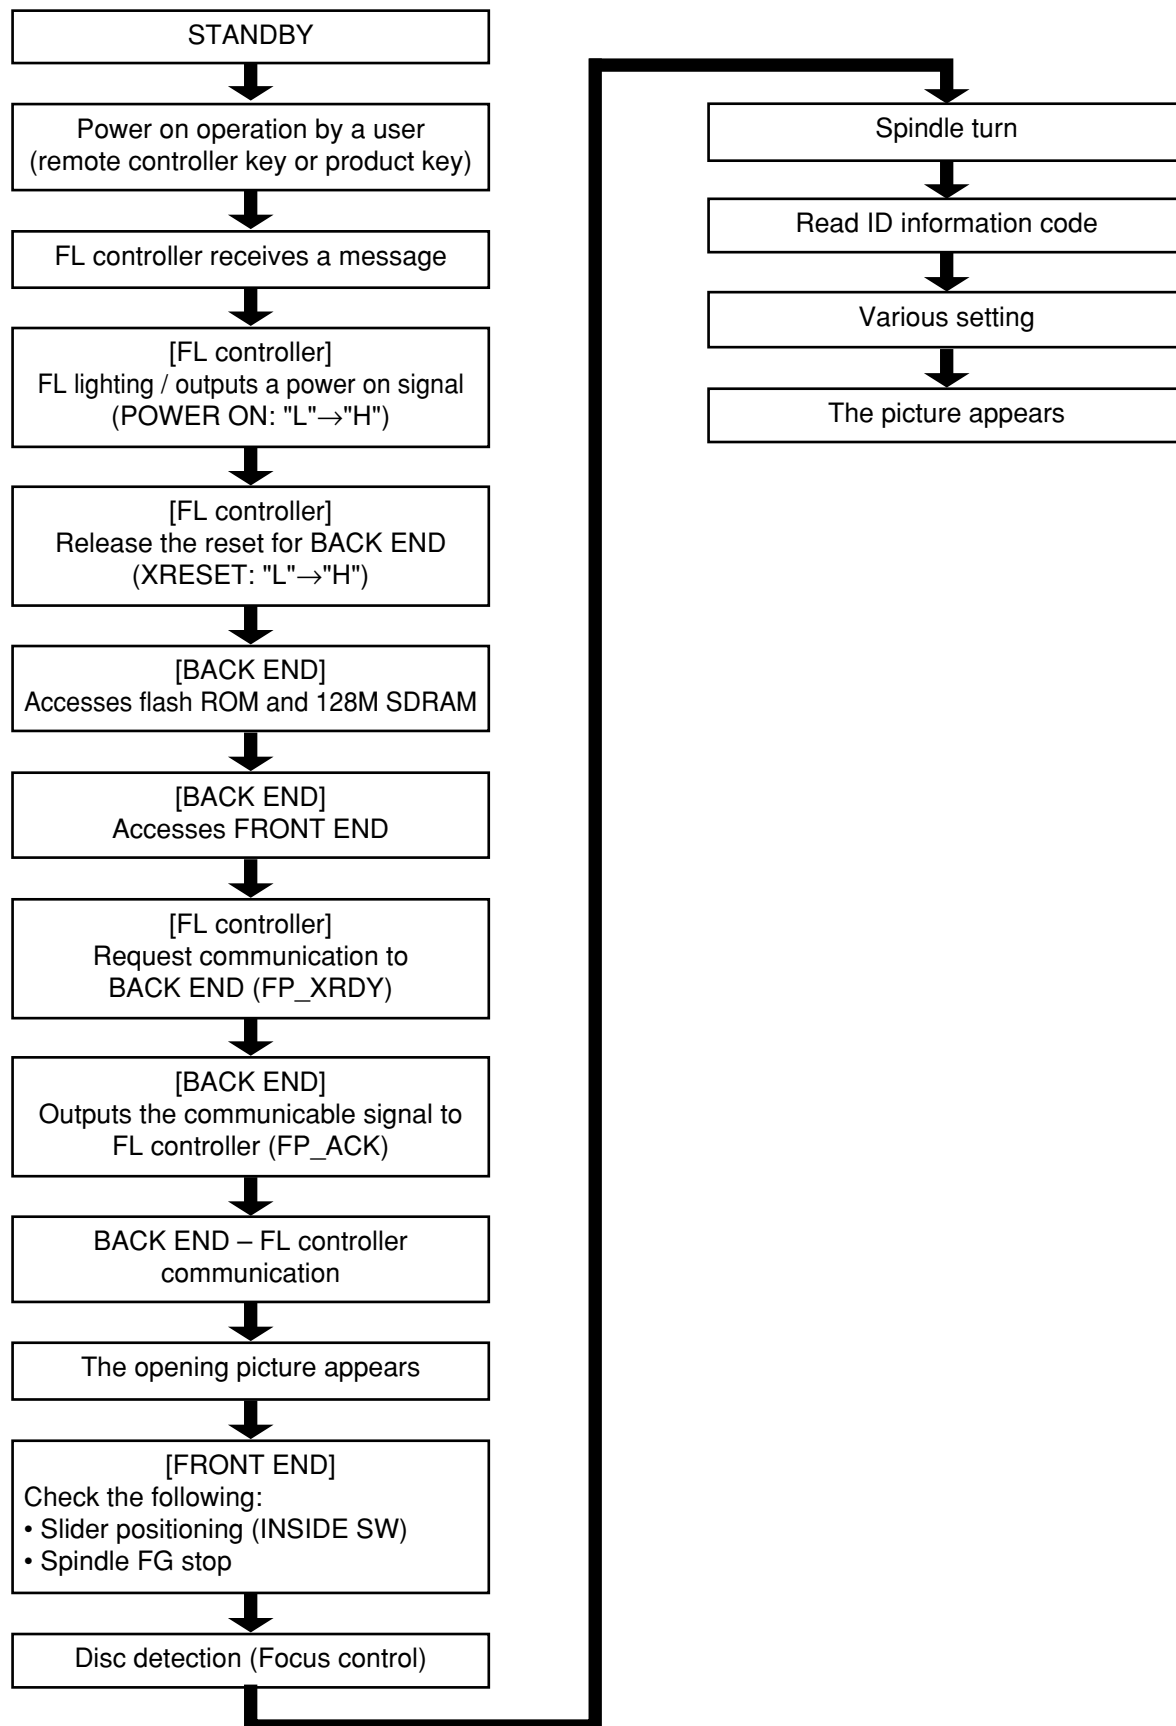 STANDBY
Power on operation by a user
(remote controller key or product key)
FL controller receives a message
[FL controller]
FL lighting / outputs a power on signal
(POWER ON: "L"→"H")
[FL controller]
Release the reset for BACK END
(XRESET: "L"→"H")
[BACK END]
Accesses flash ROM and 128M SDRAM
[BACK END]
Accesses FRONT END
[FL controller]
Request communication to
BACK END (FP_XRDY)
[BACK END]
Outputs the communicable signal to
FL controller (FP_ACK)
BACK END – FL controller
communication
The opening picture appears
[FRONT END]
Check the following:
• Slider positioning (INSIDE SW)
• Spindle FG stop
Disc detection (Focus control)
Spindle turn
Read ID information code
Various setting
The picture appears